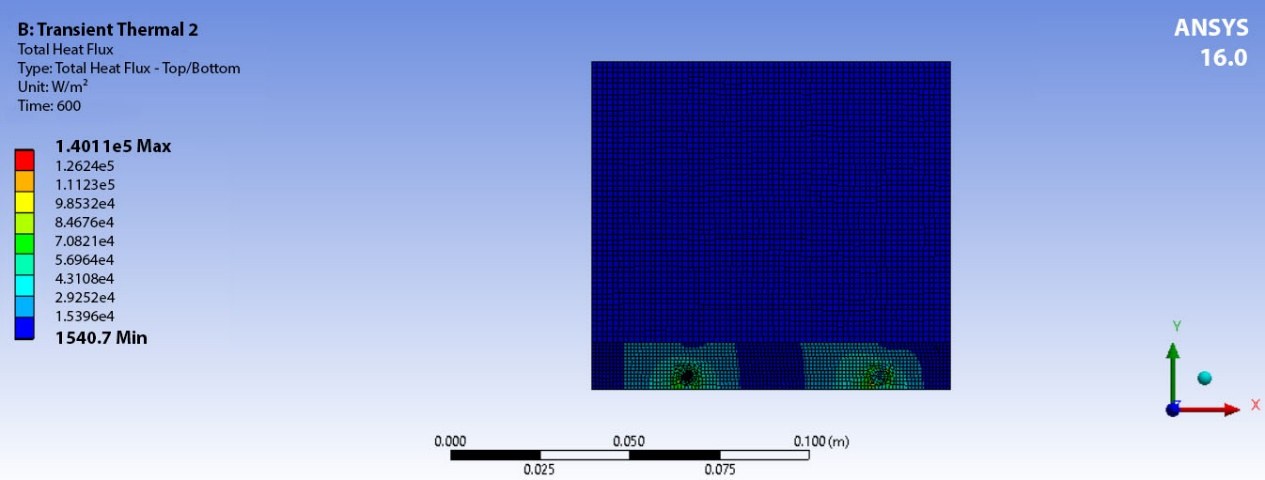 B: Transient Thermal 2
Total Heat Flux
Type: Total Heat Flux - Top/Bottom
Unit: W/m²
Time: 600
ANSYS
16.0
1.4011e5 Max
1.2624e5
1.1123e5
9.8532e4
8.4676e4
7.0821e4
5.6964e4
4.3108e4
2.9252e4
1.5396e4
1540.7 Min
Y
X
Z
0.000 0.050 0.100 (m)
0.025 0.075